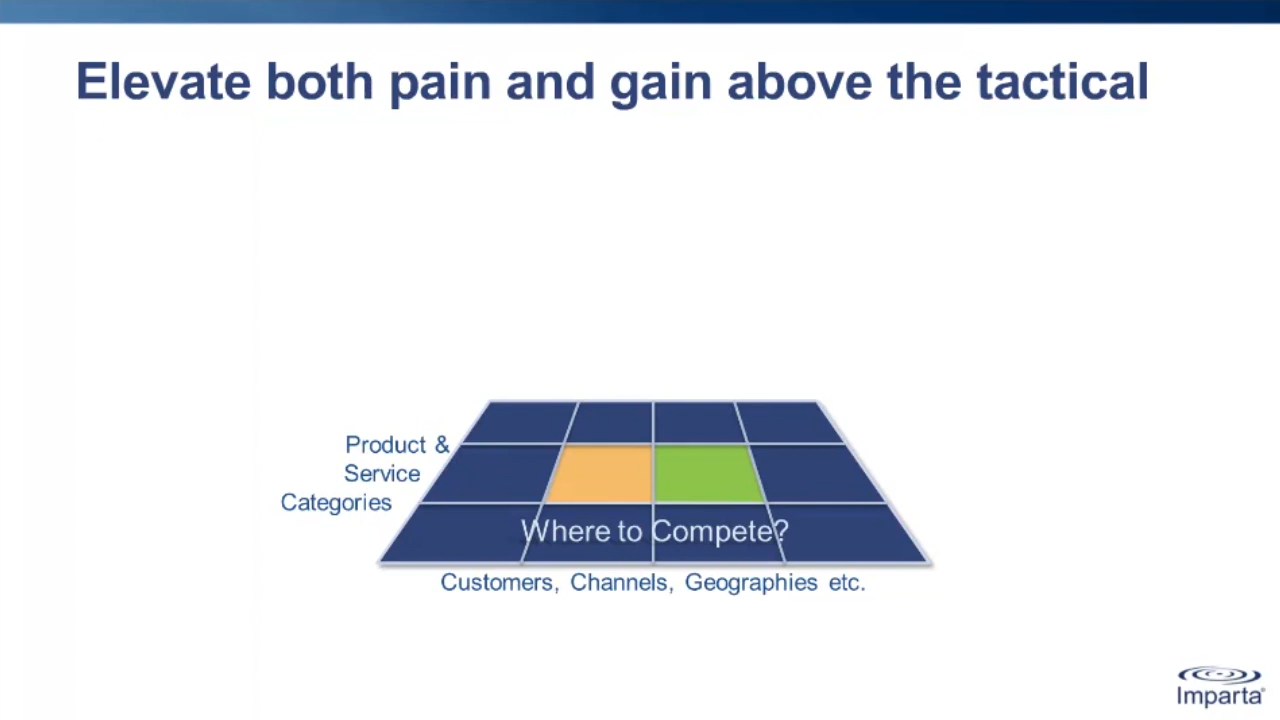 Elevate both pain and gain above the tactical
Product &
Service
Categories
Where to Compete?
Customers, Channels, Geographies etc.
Imparta®